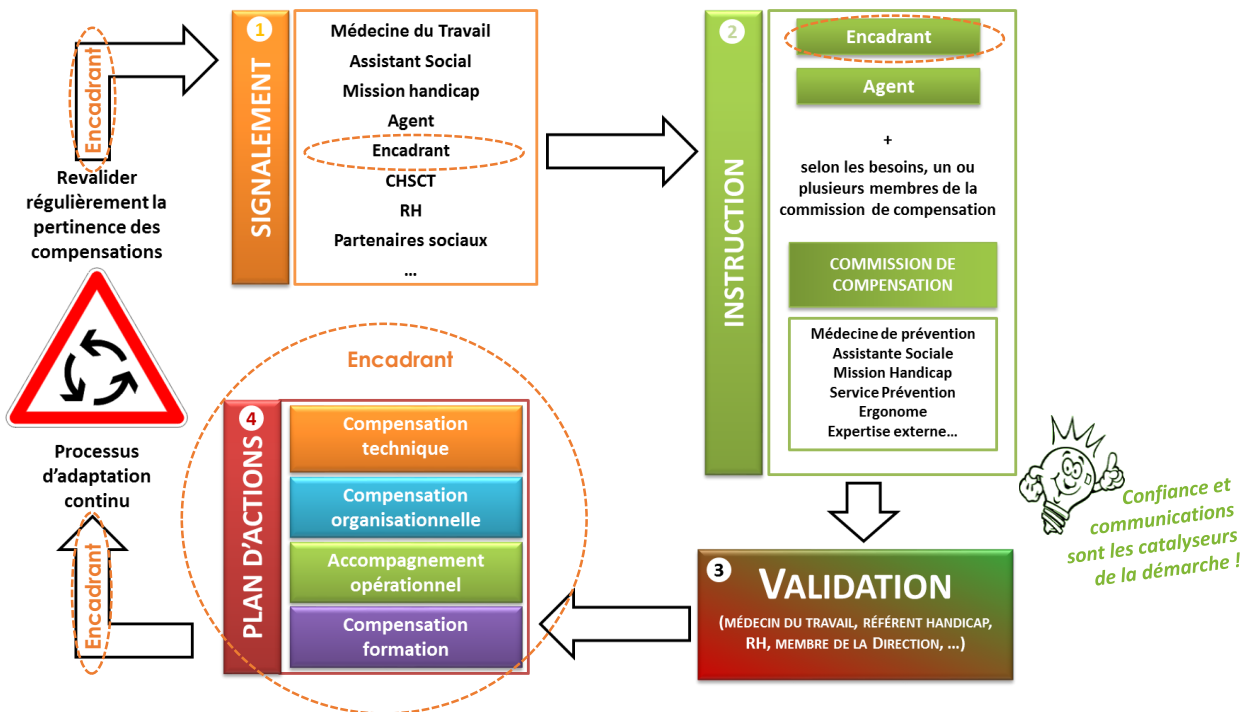 1
SIGNALEMENT
Médecine du Travail
Assistant Social
Mission handicap
Agent
Encadrant
CHSCT
RH
Partenaires sociaux
...
2
INSTRUCTION
Encadrant
Agent
+
selon les besoins, un ou
plusieurs membres de la
commission de compensation
COMMISSION DE
COMPENSATION
Médecine de prévention
Assistante Sociale
Mission Handicap
Service Prévention
Ergonome
Expertise externe...
Confiance et
communications
sont les catalyseurs
de la démarche !
3
VALIDATION
(MÉDECIN DU TRAVAIL, RÉFÉRENT HANDICAP,
RH, MEMBRE DE LA DIRECTION, ...)
Encadrant
4
PLAN D'ACTIONS
Compensation
technique
Compensation
organisationnelle
Accompagnement
opérationnel
Compensation
formation
Encadrant
Processus
d'adaptation
continu
Revalider
régulièrement la
pertinence des
compensations
Encadrant